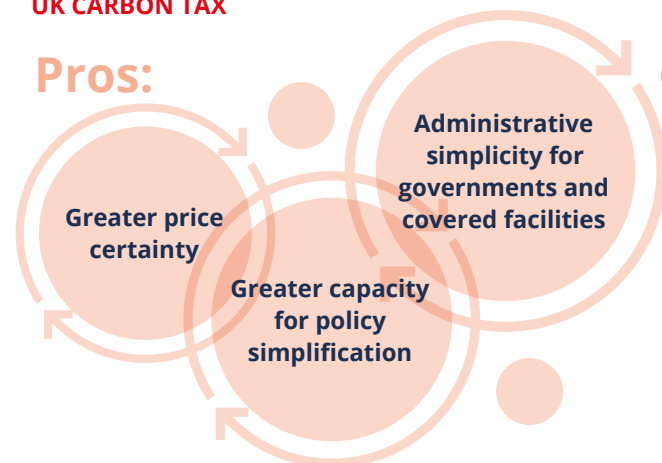 UK CARBON TAX
Pros:
Greater price
certainty
Greater capacity
for policy
simplification
Administrative
simplicity for
governments and
covered facilities